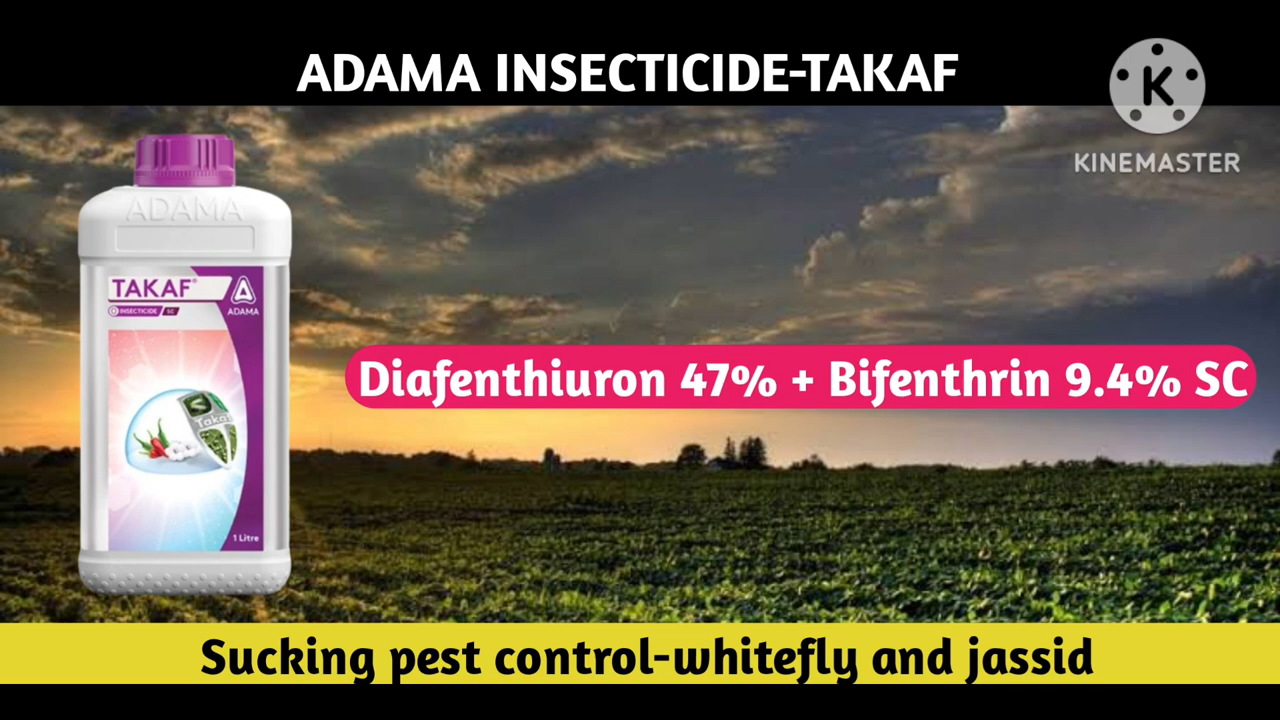 ADAMA INSECTICIDE-TAKAF
K
KINEMASTER
ADAMA
TAKAF®
ADAMA
INSECTICIDE SC
Takaf
Diafenthiuron 47% + Bifenthrin 9.4% SC
1 Litre
Sucking pest control-whitefly and jassid